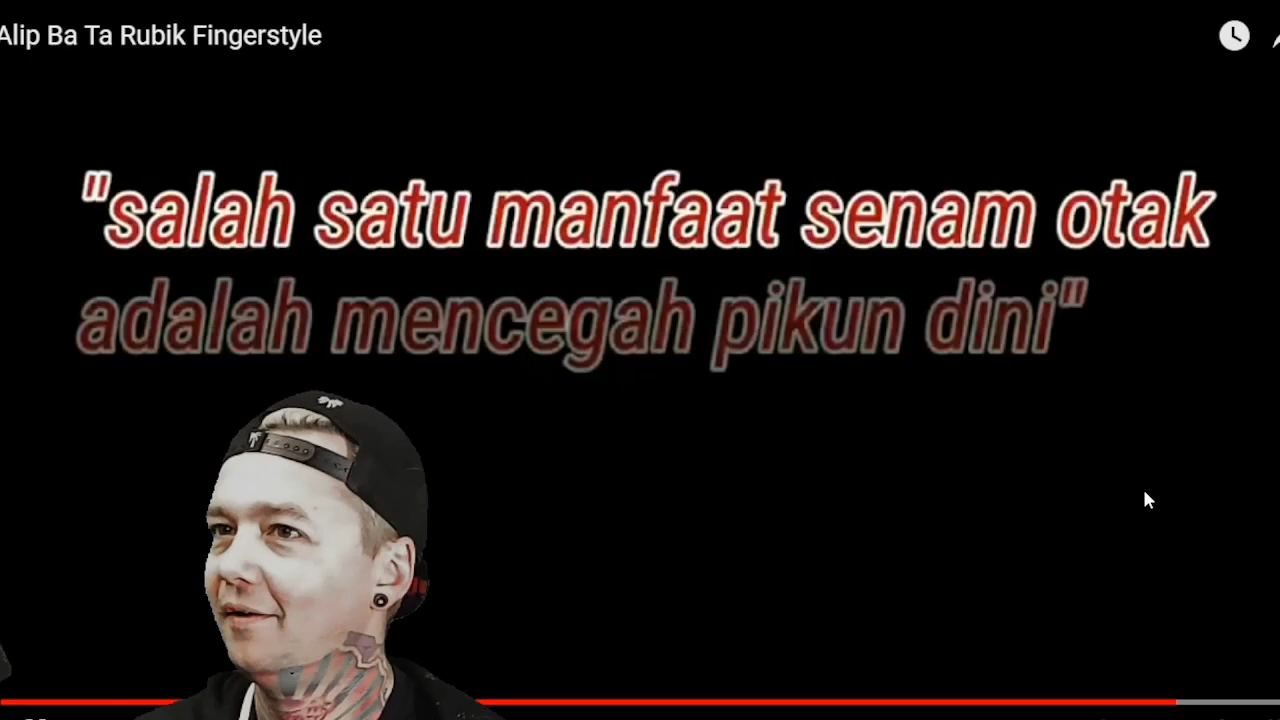 Alip Ba Ta Rubik Fingerstyle
"salah satu manfaat senam otak
adalah mencegah pikun dini"